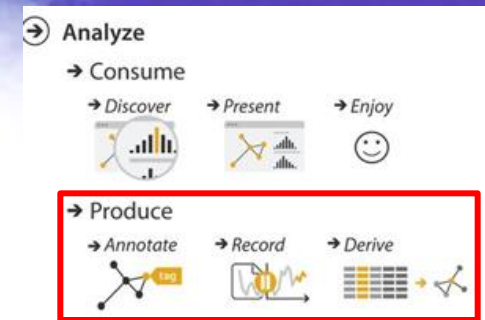 → Analyze
→ Consume
→ Discover → Present → Enjoy
→ Produce
→ Annotate → Record → Derive
tag